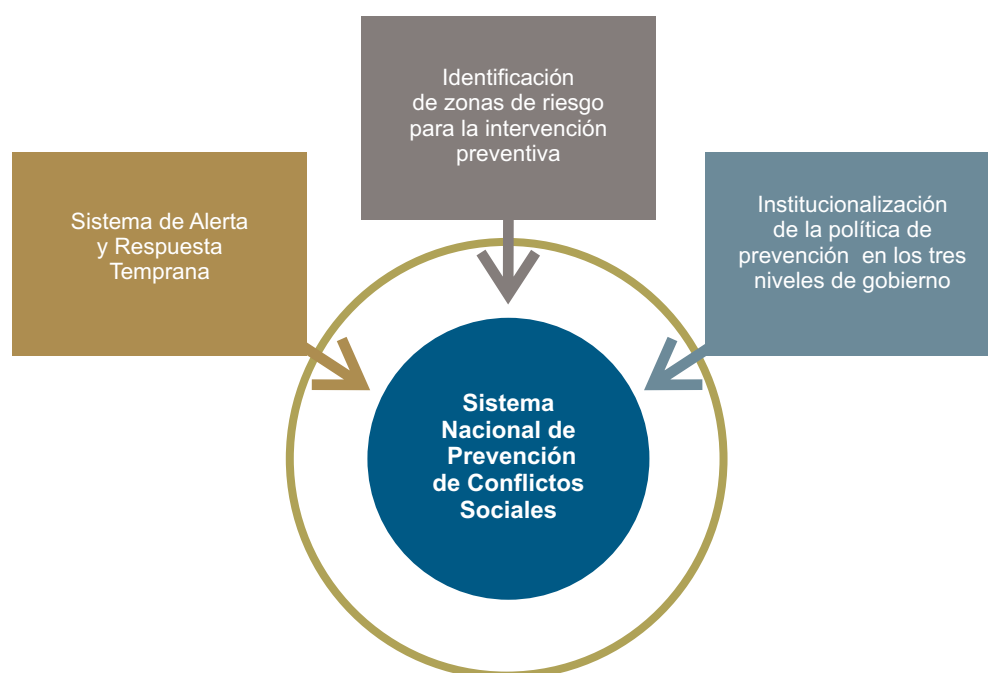 Identificación
de zonas de riesgo
para la intervención
preventiva
Sistema de Alerta
y Respuesta
Temprana
Institucionalización
de la política de
prevención en los tres
niveles de gobierno
Sistema
Nacional de
Prevención
de Conflictos
Sociales